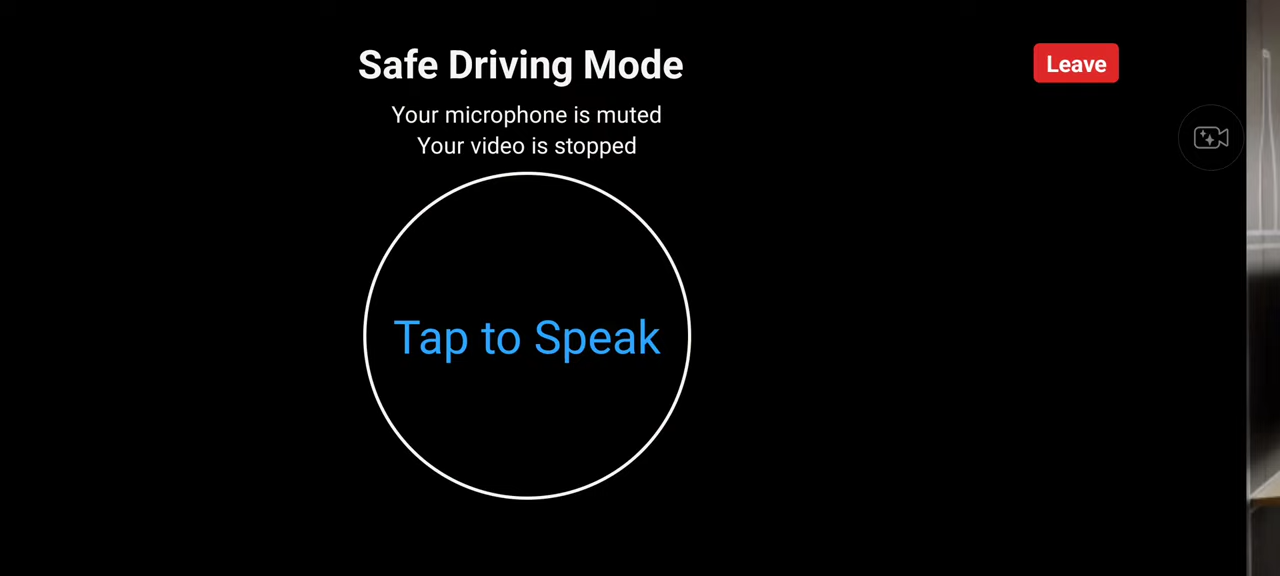 Safe Driving Mode
Leave
Your microphone is muted
Your video is stopped
Tap to Speak